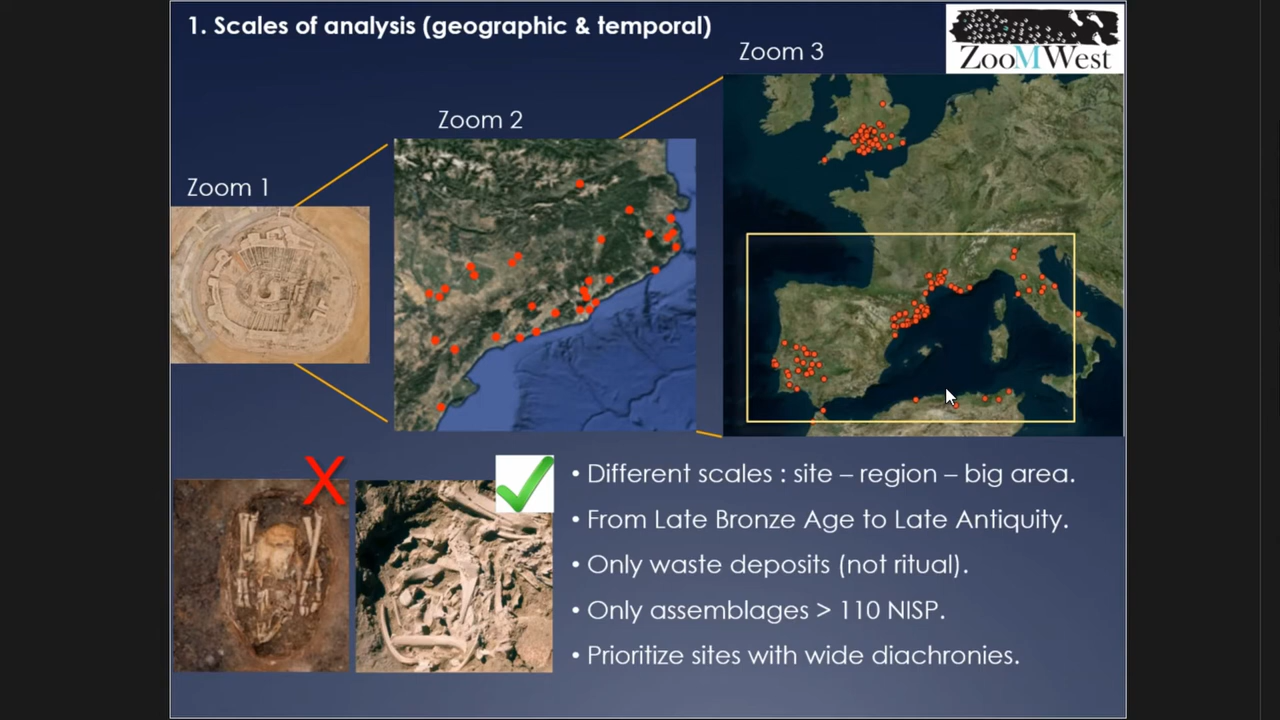 1. Scales of analysis (geographic & temporal)
ZooMWest
Zoom 3
Zoom 2
Zoom 1
X
• Different scales : site – region – big area.
• From Late Bronze Age to Late Antiquity.
• Only waste deposits (not ritual).
• Only assemblages > 110 NISP.
• Prioritize sites with wide diachronies.